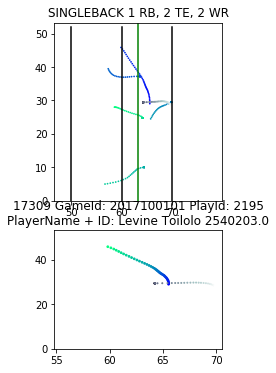 SINGLEBACK 1 RB, 2 TE, 2 WR
50
40
30
20
10
0
50 60 70
17309 GameId: 2017100101 PlayId: 2195
PlayerName + ID: Levine Toilolo 2540203.0
40
20
0
55 60 65 70